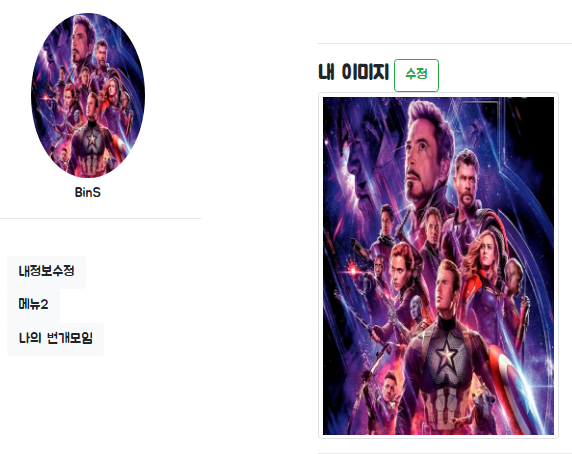 BinS
내정보수정
메뉴2
나의 번개모임
내 이미지 수정